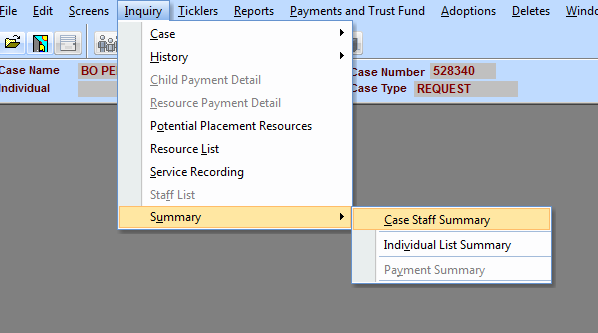 File Edit Screens Inquiry Ticklers Reports Payments and Trust Fund Adoptions Deletes
Case Name BO Case Number 528340
Individual Case Type REQUEST
Case
History
Child Payment Detail
Resource Payment Detail
Potential Placement Resources
Resource List
Service Recording
Staff List
Summary
Case Staff Summary
Individual List Summary
Payment Summary